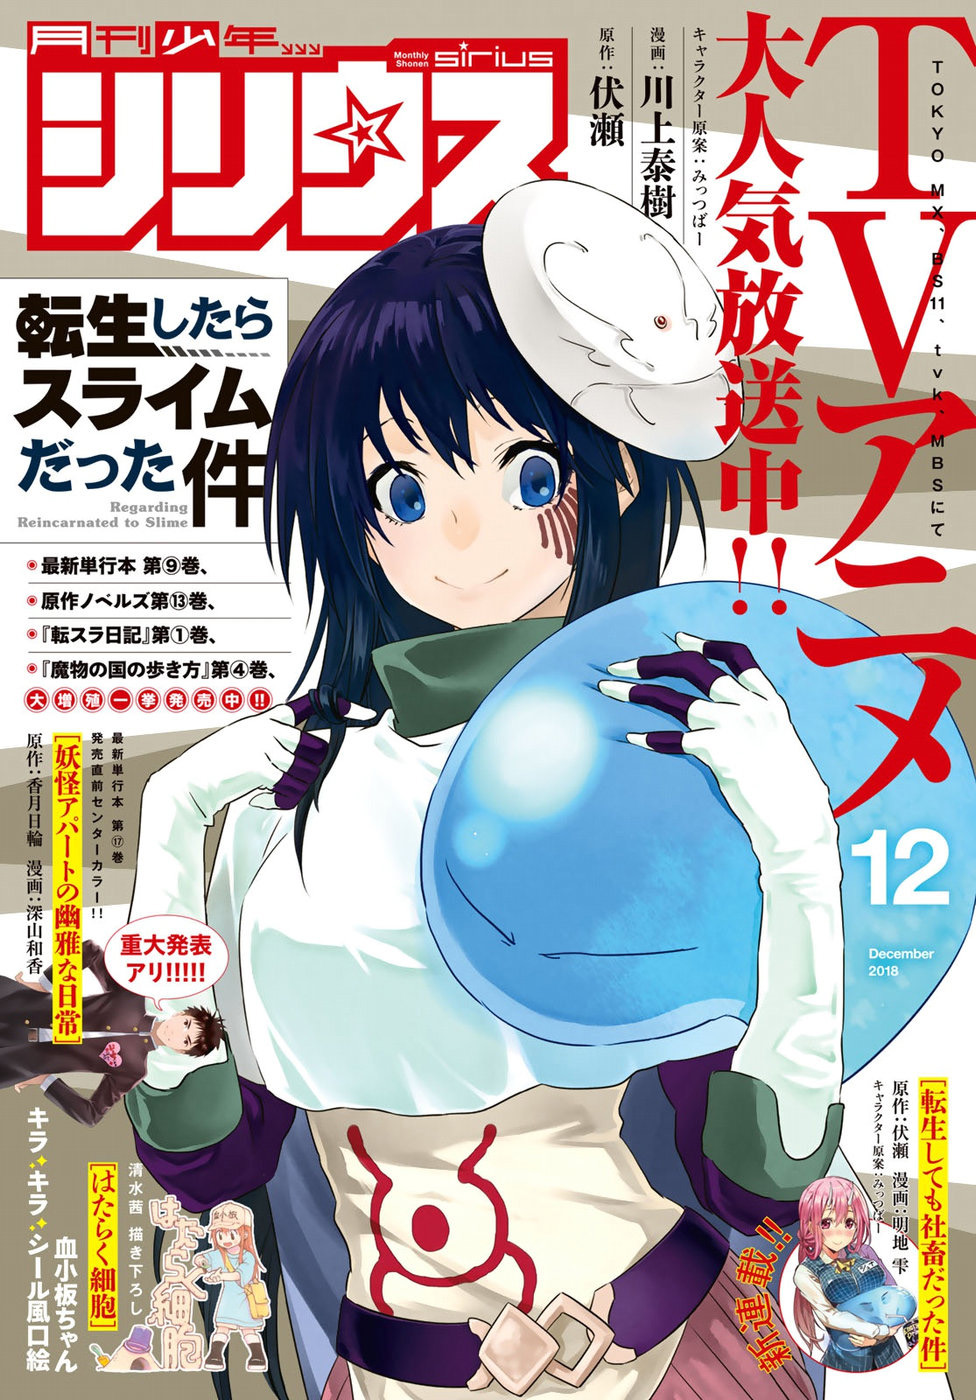 月刊少年
Monthly
Shonen
sirius
シリウス
TOKYO MX、BS11、tvk、MBSにて
TVアニメ
大人気放送中!!
キャラクター原案:みっつばー
漫画:川上泰樹
原作:伏瀬
転生したら
スライム
だった件
Regarding
Reincarnated to Slime
最新単行本 第⑨巻、
原作ノベルズ第⑬巻、
『転スラ日記』第①巻、
『魔物の国の歩き方』第④巻、
大増殖一挙発売中!!
12
December
2018
最新単行本 第⑰巻
発売直前センターカラー!!
[妖怪アパートの幽雅な日常]
原作:香月日輪 漫画:深山和香
重大発表
アリ!!!!!
清水茜 描き下ろし
[はたらく細胞]
血小板ちゃん
キラ✦キラ✦シール風口絵
血小板
はたらく細胞
[転生しても社畜だった件]
原作:伏瀬 漫画:明地雫
キャラクター原案:みっつばー
新連載!!